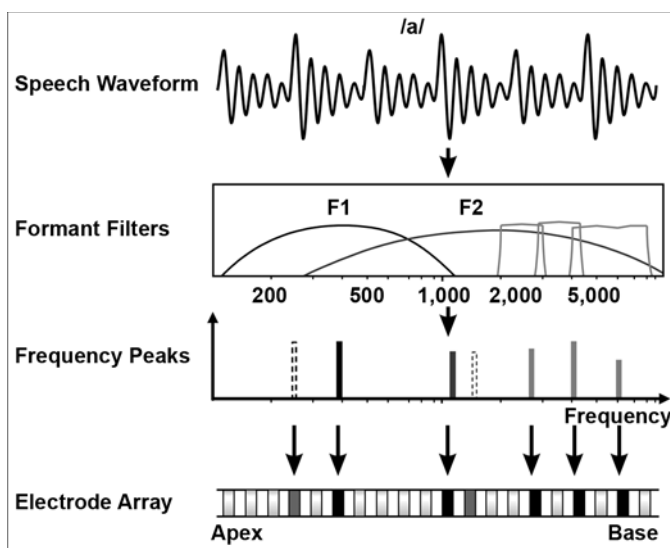 /a/
Speech Waveform
F1 F2
Formant Filters
200 500 1,000 2,000 5,000
Frequency Peaks
Frequency
Electrode Array
Apex Base